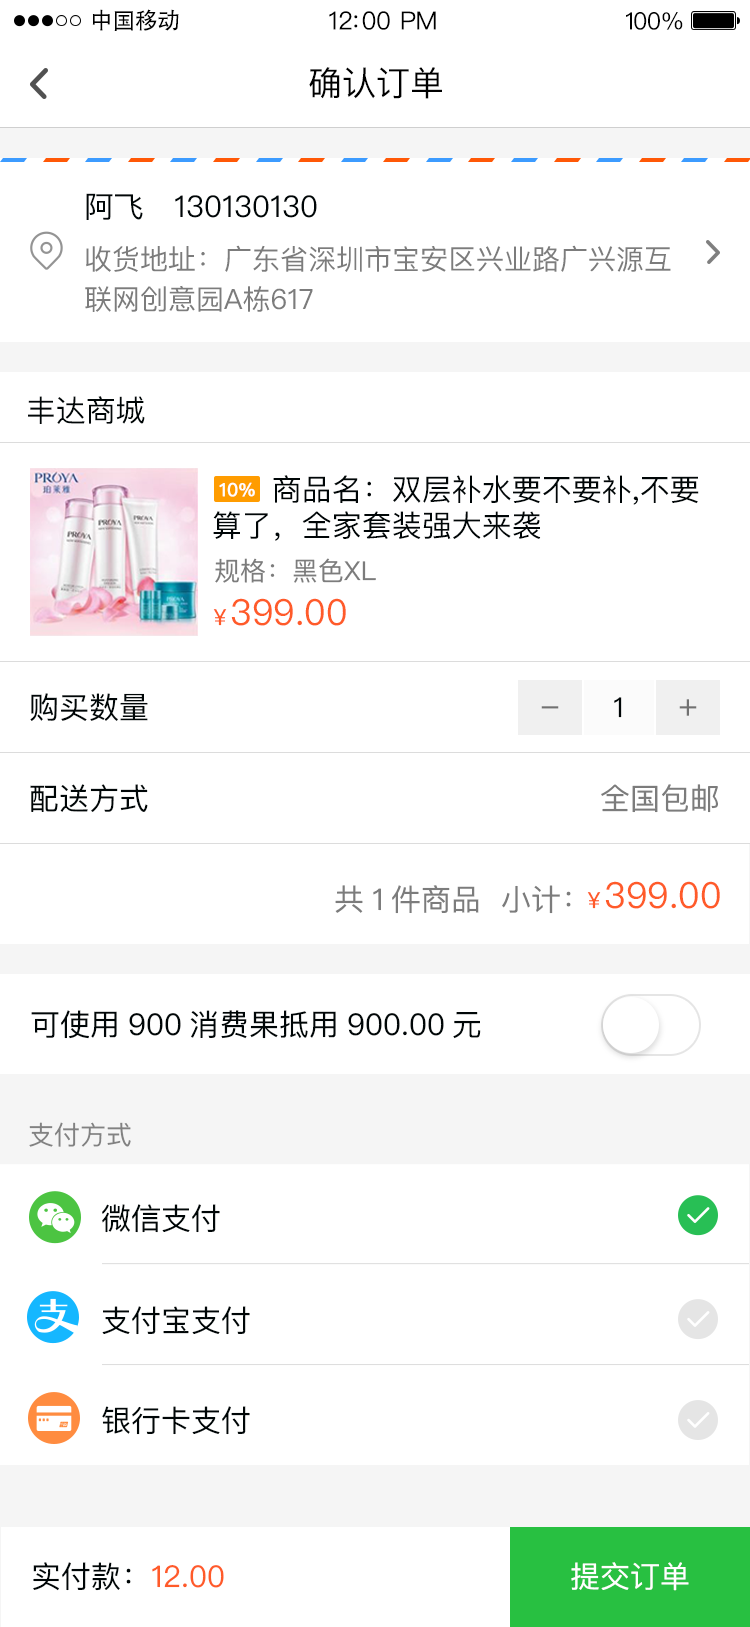 中国移动 12:00 PM 100%
确认订单
阿飞 130130130
收货地址：广东省深圳市宝安区兴业路广兴源互
联网创意园A栋617
丰达商城
PROYA
珀莱雅
PROYA
PROYA
PROYA
10% 商品名：双层补水要不要补,不要
算了，全家套装强大来袭
规格：黑色XL
¥399.00
购买数量 − 1 +
配送方式 全国包邮
共 1 件商品 小计：¥399.00
可使用 900 消费果抵用 900.00 元
支付方式
微信支付
支 支付宝支付
银行卡支付
实付款：12.00 提交订单